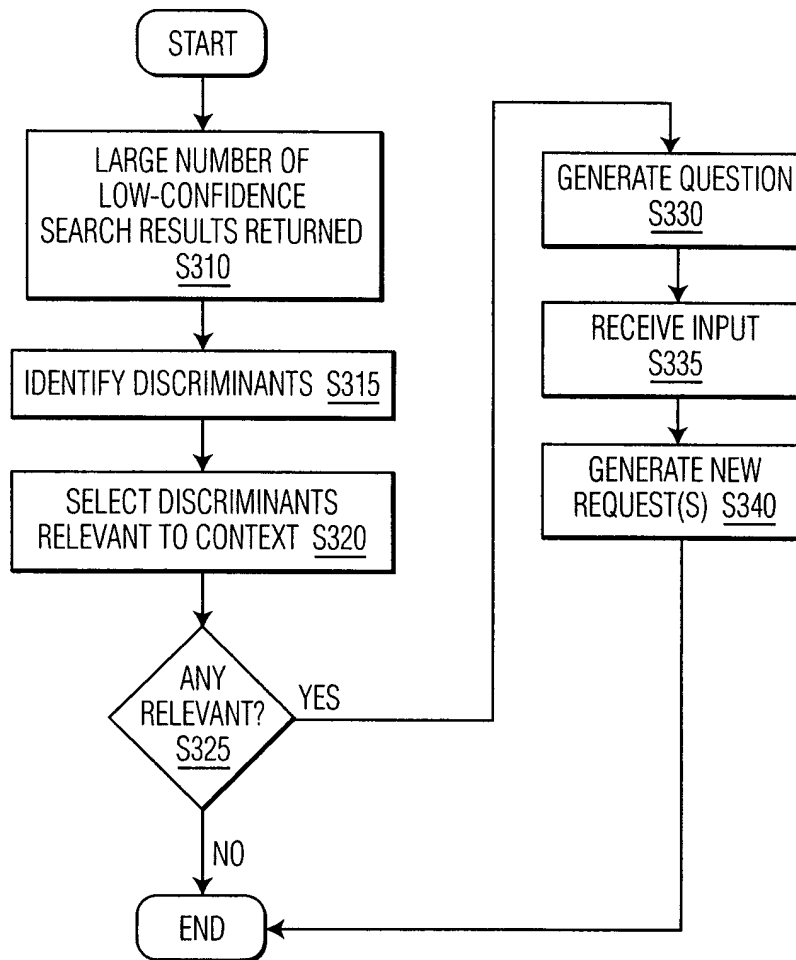 START
LARGE NUMBER OF
LOW-CONFIDENCE
SEARCH RESULTS RETURNED
S310
IDENTIFY DISCRIMINANTS S315
SELECT DISCRIMINANTS
RELEVANT TO CONTEXT S320
ANY
RELEVANT?
S325
YES
NO
END
GENERATE QUESTION
S330
RECEIVE INPUT
S335
GENERATE NEW
REQUEST(S) S340